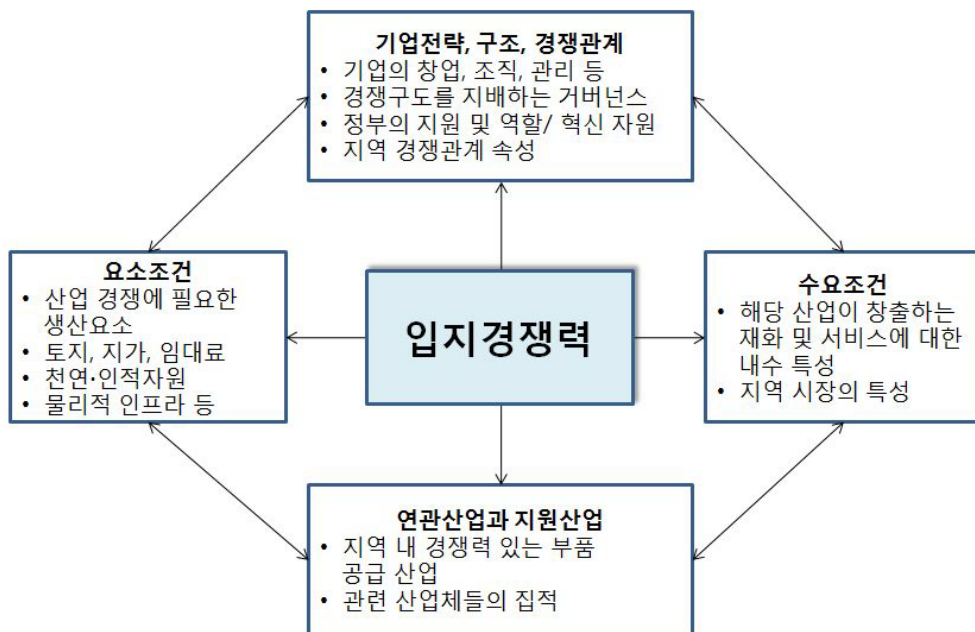 기업전략, 구조, 경쟁관계
• 기업의 창업, 조직, 관리 등
• 경쟁구도를 지배하는 거버넌스
• 정부의 지원 및 역할/ 혁신 자원
• 지역 경쟁관계 속성
요소조건
• 산업 경쟁에 필요한
생산요소
• 토지, 지가, 임대료
• 천연·인적자원
• 물리적 인프라 등
입지경쟁력
수요조건
• 해당 산업이 창출하는
재화 및 서비스에 대한
내수 특성
• 지역 시장의 특성
연관산업과 지원산업
• 지역 내 경쟁력 있는 부품
공급 산업
• 관련 산업체들의 집적